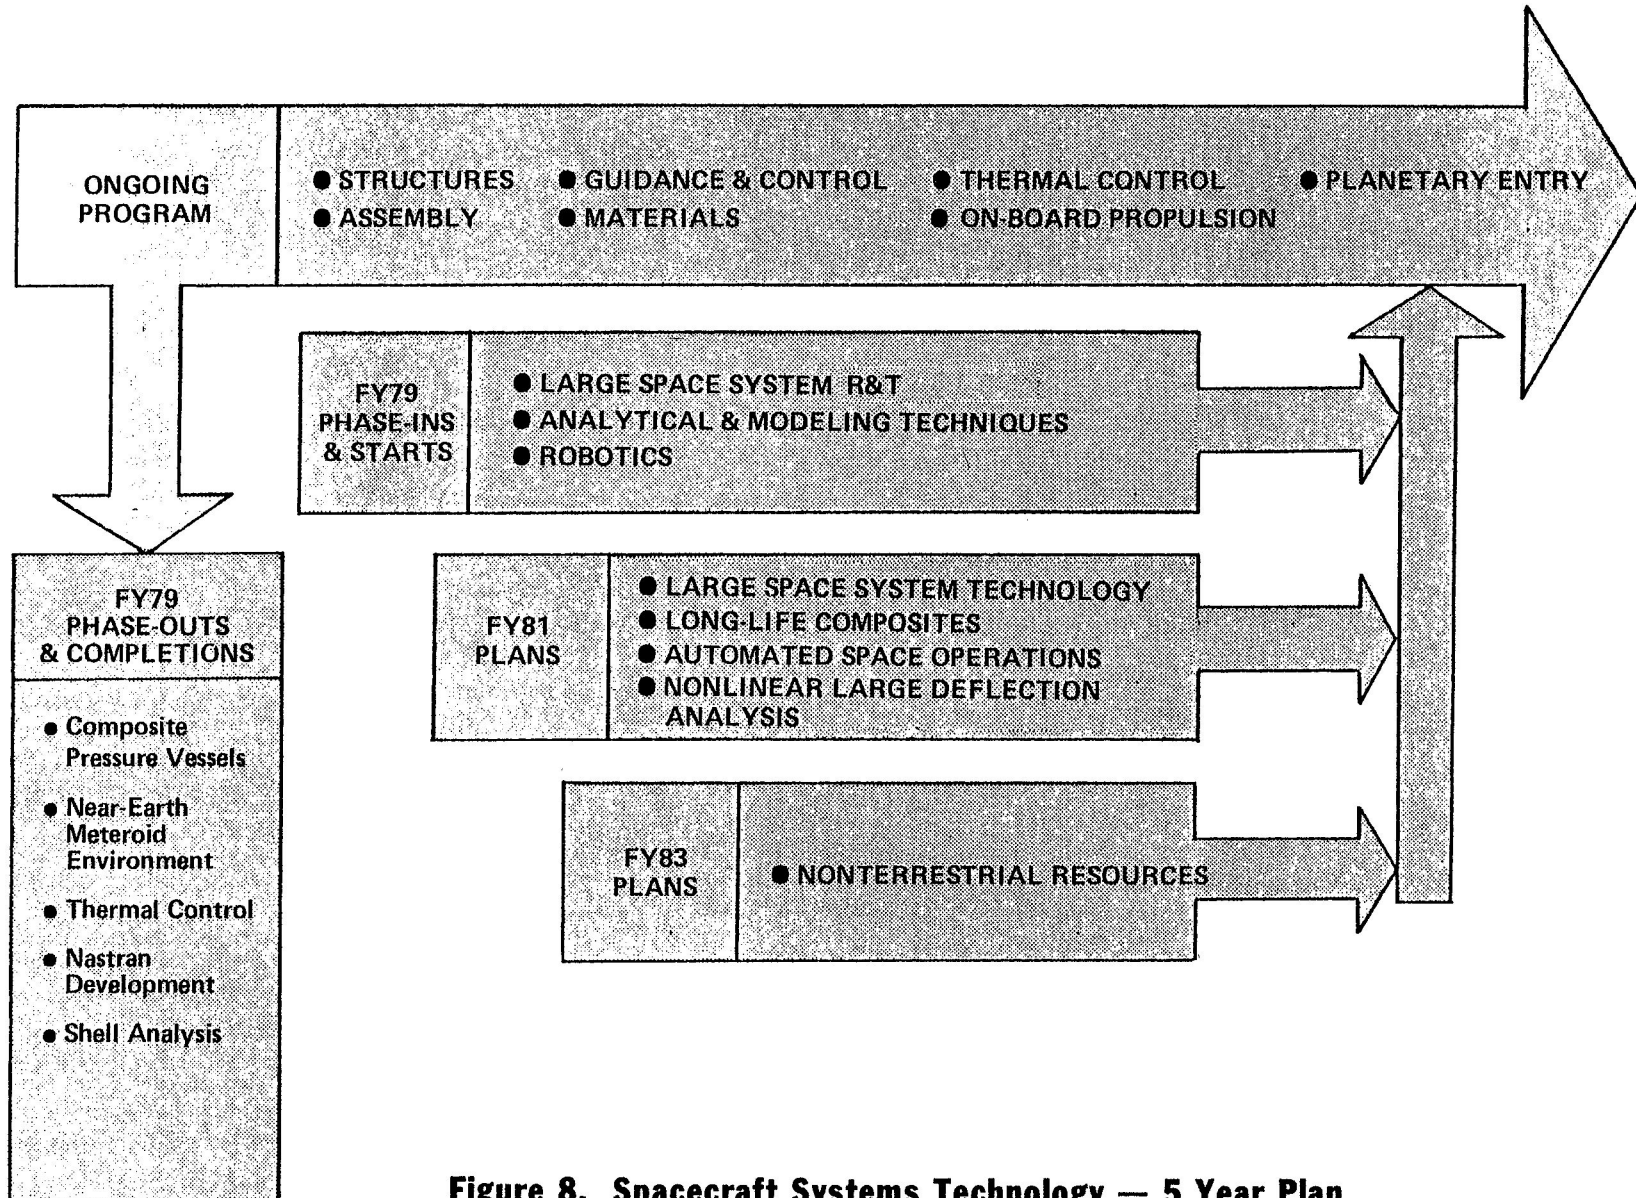 ONGOING
PROGRAM
● STRUCTURES ● GUIDANCE & CONTROL ● THERMAL CONTROL ● PLANETARY ENTRY
● ASSEMBLY ● MATERIALS ● ON-BOARD PROPULSION
FY79
PHASE-INS
& STARTS
● LARGE SPACE SYSTEM R&T
● ANALYTICAL & MODELING TECHNIQUES
● ROBOTICS
FY79
PHASE-OUTS
& COMPLETIONS
● Composite
Pressure Vessels
● Near-Earth
Meteroid
Environment
● Thermal Control
● Nastran
Development
● Shell Analysis
FY81
PLANS
● LARGE SPACE SYSTEM TECHNOLOGY
● LONG-LIFE COMPOSITES
● AUTOMATED SPACE OPERATIONS
● NONLINEAR LARGE DEFLECTION
ANALYSIS
FY83
PLANS
● NONTERRESTRIAL RESOURCES
Figure 8. Spacecraft Systems Technology — 5 Year Plan